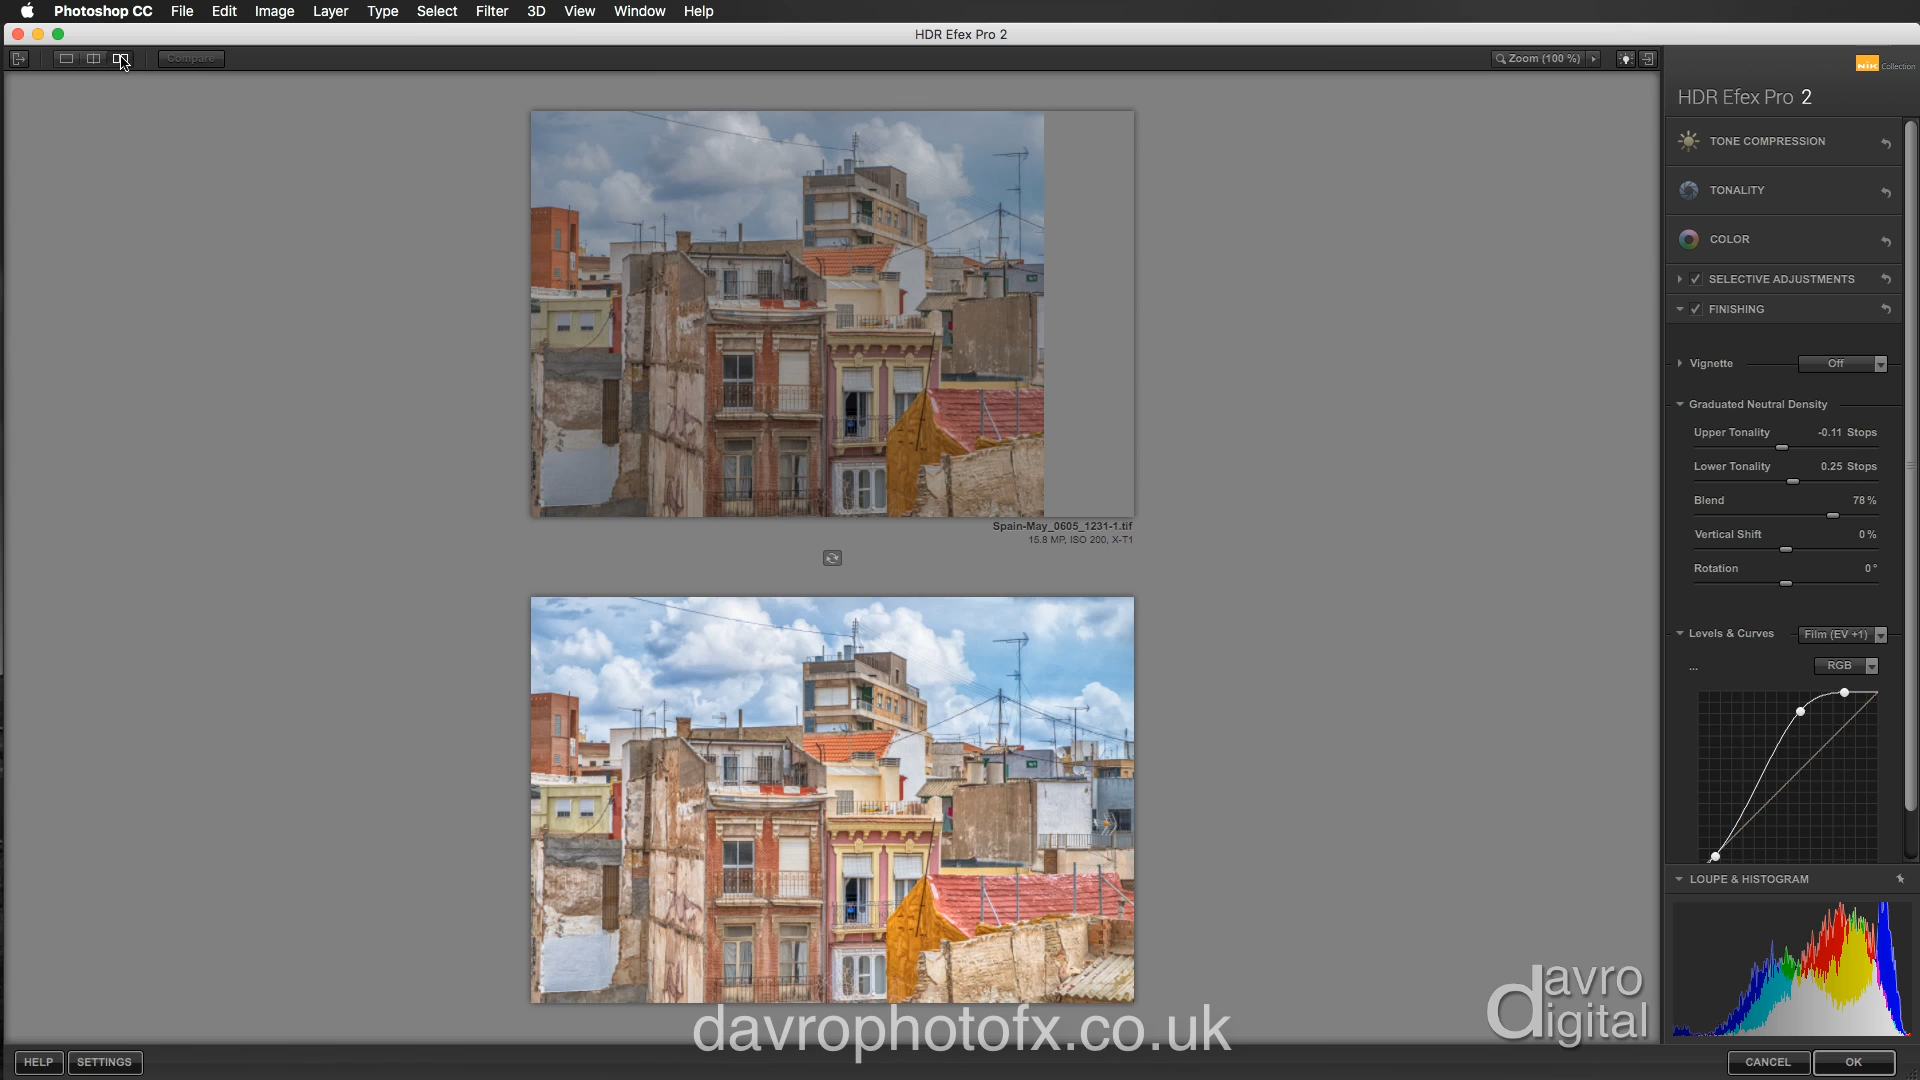 Photoshop CC File Edit Image Layer Type Select Filter 3D View Window Help
HDR Efex Pro 2
Compare
Zoom (100 %)
Nik Collection
HDR Efex Pro 2
TONE COMPRESSION
TONALITY
COLOR
SELECTIVE ADJUSTMENTS
FINISHING
Vignette Off
Graduated Neutral Density
Upper Tonality -0.11 Stops
Lower Tonality 0.25 Stops
Blend 78 %
Vertical Shift 0 %
Rotation 0 °
Levels & Curves Film (EV +1)
... RGB
LOUPE & HISTOGRAM
Spain-May_0605_1231-1.tif
15.8 MP, ISO 200, X-T1
davro
digital
davrophotofx.co.uk
HELP SETTINGS
CANCEL OK